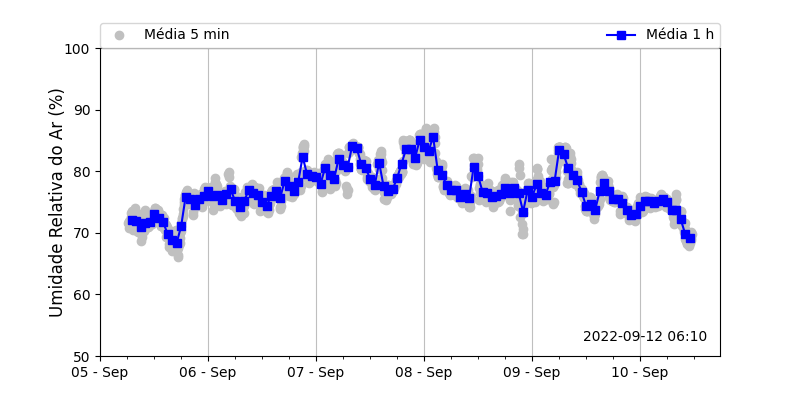 Média 5 min
Média 1 h
Umidade Relativa do Ar (%)
100
90
80
70
60
50
2022-09-12 06:10
05 - Sep
06 - Sep
07 - Sep
08 - Sep
09 - Sep
10 - Sep